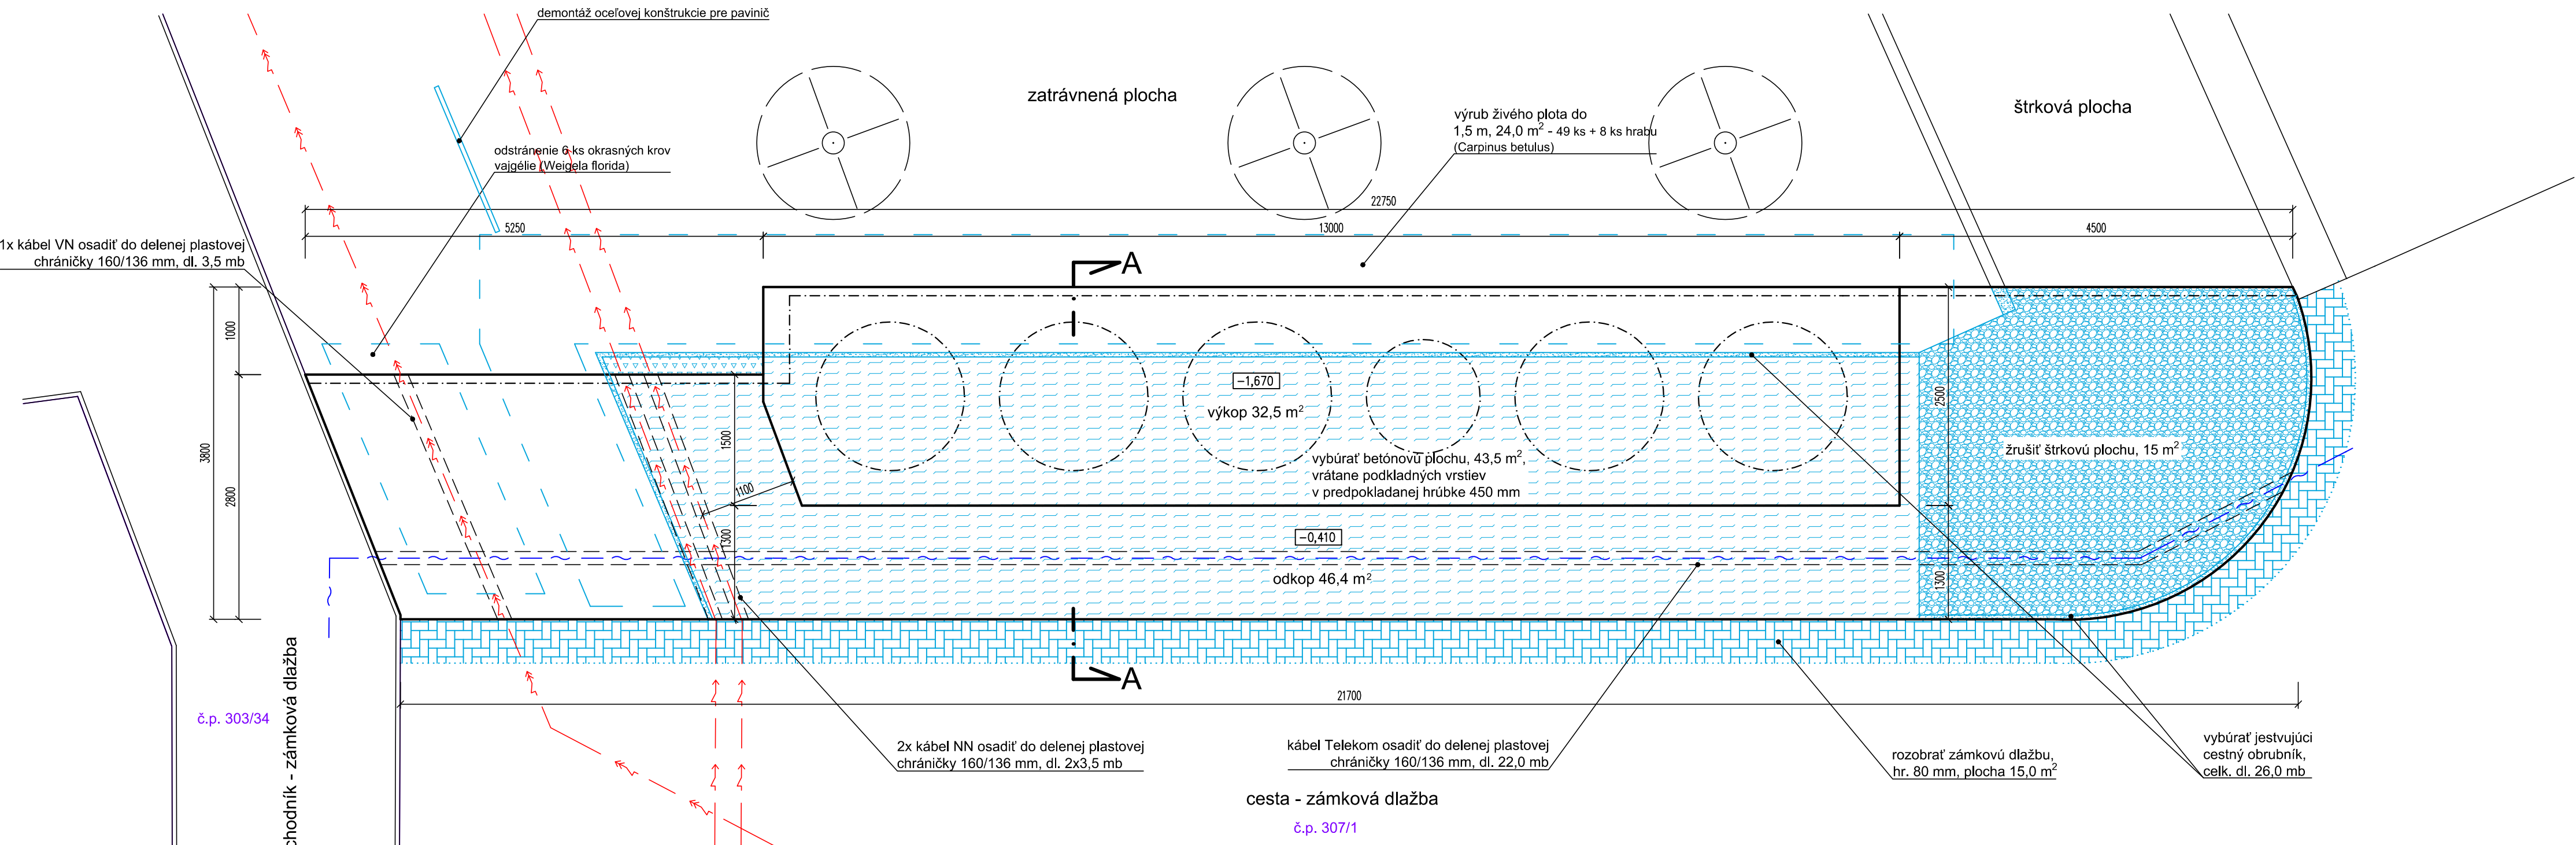 demontáž oceľovej konštrukcie pre pavinič
zatrávnená plocha
štrková plocha
výrub živého plota do
1,5 m, 24,0 m² - 49 ks + 8 ks hrabu
(Carpinus betulus)
odstránenie 6 ks okrasných krov
vajgélie (Weigela florida)
22750
5250
13000
4500
1x kábel VN osadiť do delenej plastovej
chráničky 160/136 mm, dl. 3,5 mb
A
1000
3800
2800
1500
1100
1300
-1,670
výkop 32,5 m²
2500
žrušiť štrkovú plochu, 15 m²
vybúrať betónovú plochu, 43,5 m²,
vrátane podkladných vrstiev
v predpokladanej hrúbke 450 mm
-0,410
odkop 46,4 m²
1300
A
21700
č.p. 303/34
chodník - zámková dlažba
2x kábel NN osadiť do delenej plastovej
chráničky 160/136 mm, dl. 2x3,5 mb
kábel Telekom osadiť do delenej plastovej
chráničky 160/136 mm, dl. 22,0 mb
rozobrať zámkovú dlažbu,
hr. 80 mm, plocha 15,0 m²
vybúrať jestvujúci
cestný obrubník,
celk. dl. 26,0 mb
cesta - zámková dlažba
č.p. 307/1